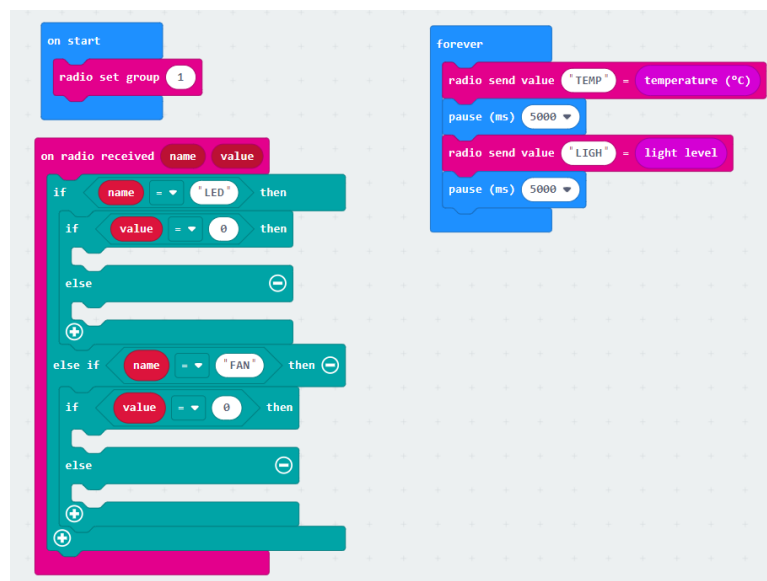 on start
radio set group 1
on radio received name value
if name = "LED" then
if value = 0 then
else
else if name = "FAN" then
if value = 0 then
else
forever
radio send value "TEMP" = temperature (°C)
pause (ms) 5000
radio send value "LIGH" = light level
pause (ms) 5000